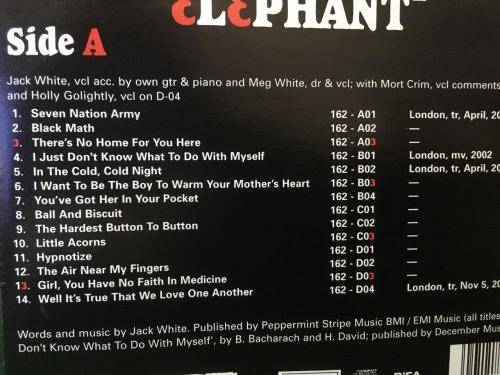 ELEPHANT
Side A
Jack White, vcl acc. by own gtr & piano and Meg White, dr & vcl; with Mort Crim, vcl comments
and Holly Golightly, vcl on D-04
1. Seven Nation Army 162 - A01 London, tr, April, 20
2. Black Math 162 - A02 —
3. There's No Home For You Here 162 - A03 —
4. I Just Don't Know What To Do With Myself 162 - B01 London, mv, 2002
5. In The Cold, Cold Night 162 - B02 London, tr, April, 20
6. I Want To Be The Boy To Warm Your Mother's Heart 162 - B03 —
7. You've Got Her In Your Pocket 162 - B04 —
8. Ball And Biscuit 162 - C01 —
9. The Hardest Button To Button 162 - C02 —
10. Little Acorns 162 - C03 —
11. Hypnotize 162 - D01 —
12. The Air Near My Fingers 162 - D02 —
13. Girl, You Have No Faith In Medicine 162 - D03 —
14. Well It's True That We Love One Another 162 - D04 London, tr, Nov 5, 20
Words and music by Jack White. Published by Peppermint Stripe Music BMI / EMI Music (all titles
Don't Know What To Do With Myself', by B. Bacharach and H. David; published by December Mus